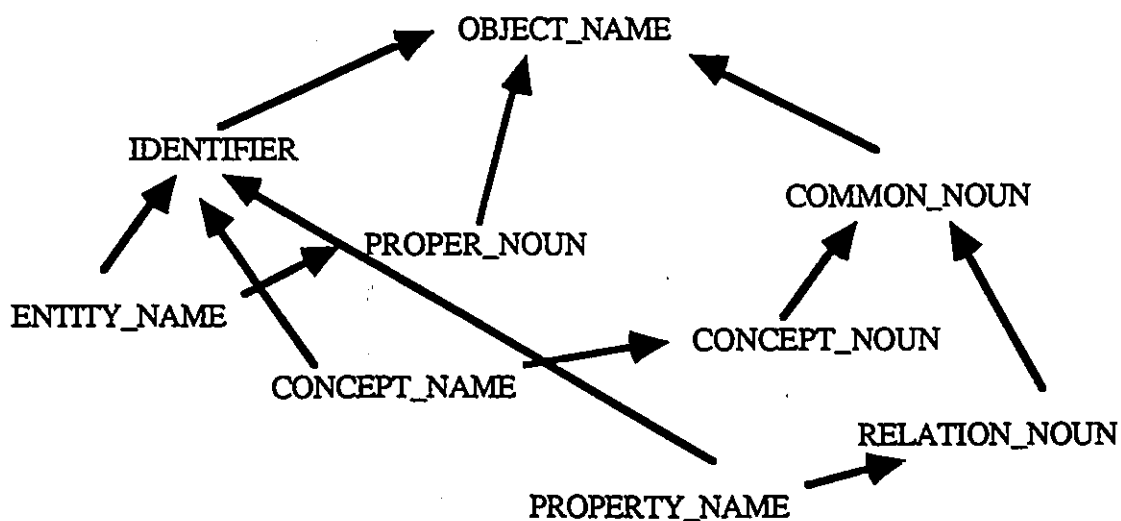 OBJECT_NAME
IDENTIFIER
COMMON_NOUN
PROPER_NOUN
ENTITY_NAME
CONCEPT_NOUN
CONCEPT_NAME
RELATION_NOUN
PROPERTY_NAME